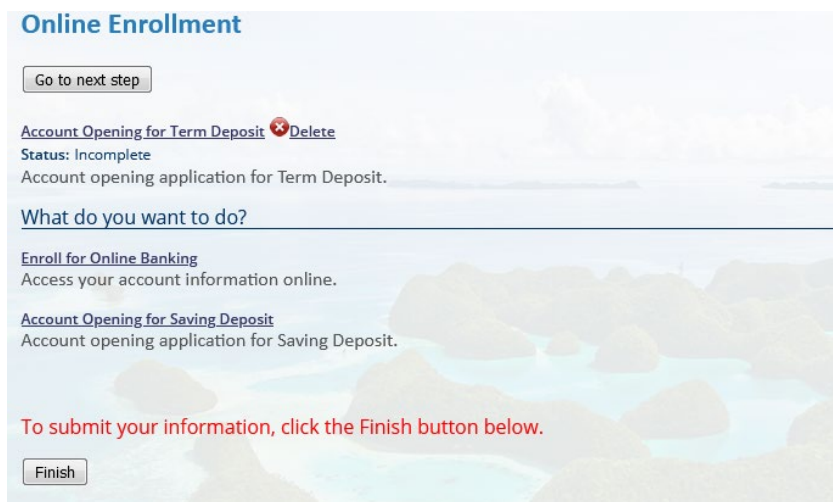 Online Enrollment
Go to next step
Account Opening for Term Deposit Delete
Status: Incomplete
Account opening application for Term Deposit.
What do you want to do?
Enroll for Online Banking
Access your account information online.
Account Opening for Saving Deposit
Account opening application for Saving Deposit.
To submit your information, click the Finish button below.
Finish